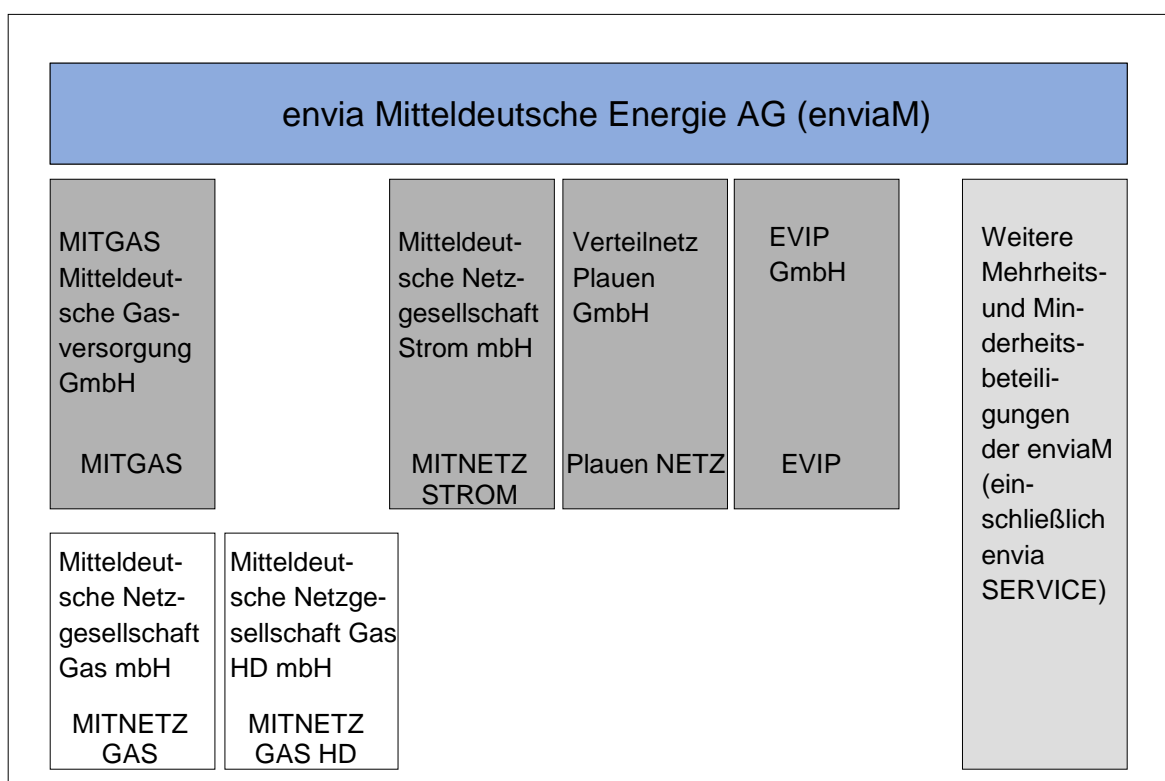 envia Mitteldeutsche Energie AG (enviaM)
MITGAS
Mitteldeut-
sche Gas-
versorgung
GmbH
MITGAS
Mitteldeut-
sche Netz-
gesellschaft
Strom mbH
MITNETZ
STROM
Verteilnetz
Plauen
GmbH
Plauen NETZ
EVIP
GmbH
EVIP
Weitere
Mehrheits-
und Min-
derheits-
beteili-
gungen
der enviaM
(ein-
schließlich
envia
SERVICE)
Mitteldeut-
sche Netz-
gesellschaft
Gas mbH
MITNETZ
GAS
Mitteldeut-
sche Netzge-
sellschaft Gas
HD mbH
MITNETZ
GAS HD